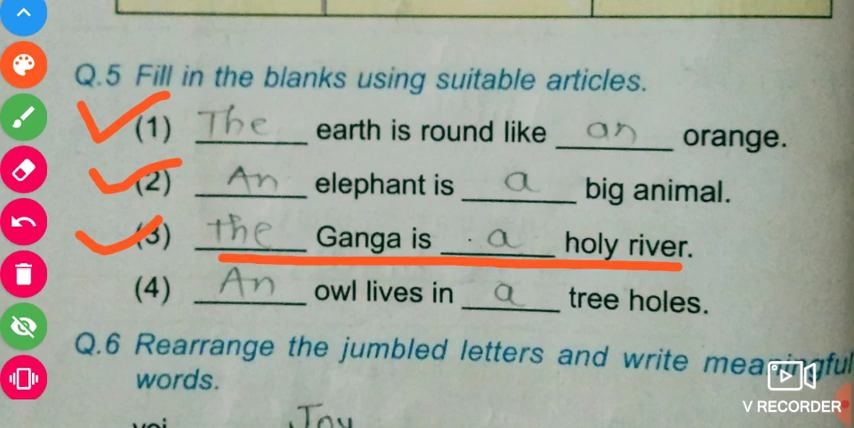 Q.5 Fill in the blanks using suitable articles.
(1) The earth is round like an orange.
(2) An elephant is a big animal.
(3) the Ganga is a holy river.
(4) An owl lives in a tree holes.
Q.6 Rearrange the jumbled letters and write meaningful
words.
Joy
V RECORDER